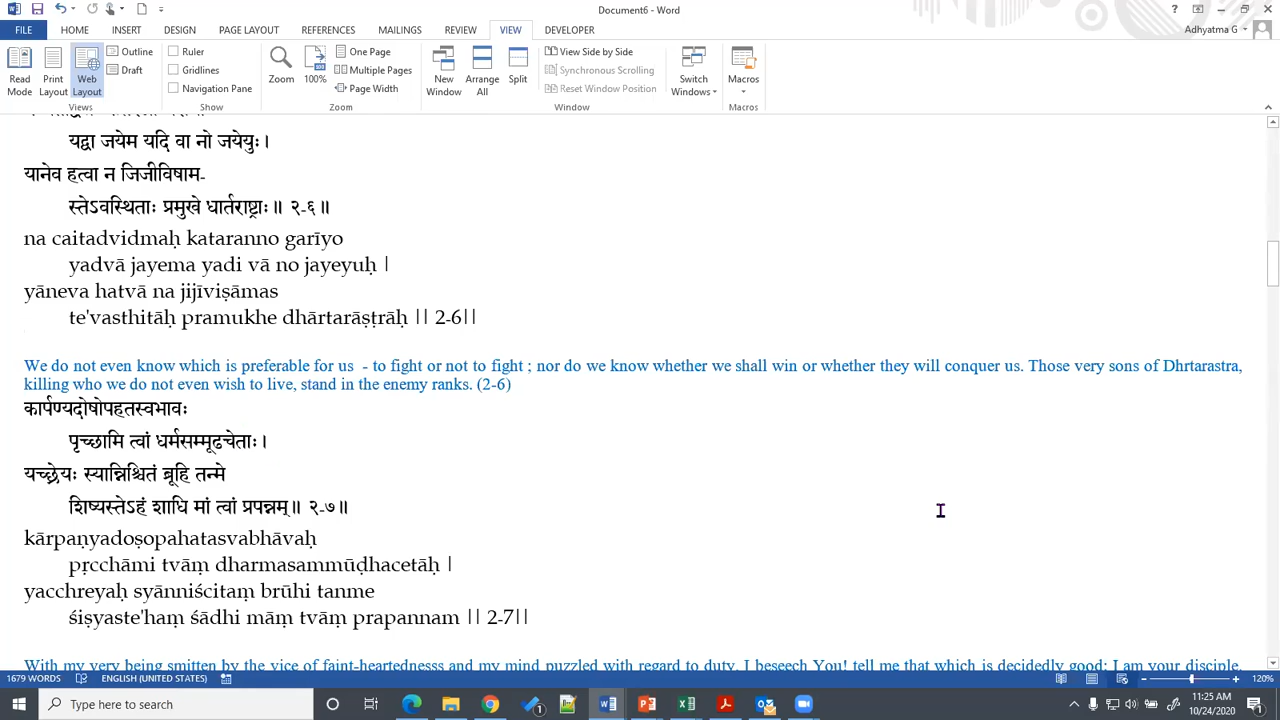 Document6 - Word
FILE HOME INSERT DESIGN PAGE LAYOUT REFERENCES MAILINGS REVIEW VIEW DEVELOPER Adhyatma G
Read Mode Print Layout Web Layout Outline Draft Views
Ruler Gridlines Navigation Pane Show
Zoom 100% One Page Multiple Pages Page Width Zoom
New Window Arrange All Split View Side by Side Synchronous Scrolling Reset Window Position Switch Windows Window
Macros Macros
यद्वा जयेम यदि वा नो जयेयुः।
यानेव हत्वा न जिजीविषाम-
स्तेऽवस्थिताः प्रमुखे धार्तराष्ट्राः॥ २-६॥
na caitadvidmaḥ kataranno garīyo
yadvā jayema yadi vā no jayeyuḥ |
yāneva hatvā na jijīviṣāmas
te'vasthitāḥ pramukhe dhārtarāṣṭrāḥ || 2-6||
We do not even know which is preferable for us - to fight or not to fight ; nor do we know whether we shall win or whether they will conquer us. Those very sons of Dhrtarastra,
killing who we do not even wish to live, stand in the enemy ranks. (2-6)
कार्पण्यदोषोपहतस्वभावः
पृच्छामि त्वां धर्मसम्मूढचेताः।
यच्छ्रेयः स्यान्निश्चितं ब्रूहि तन्मे
शिष्यस्तेऽहं शाधि मां त्वां प्रपन्नम्॥ २-७॥
kārpaṇyadoṣopahatasvabhāvaḥ
pṛcchāmi tvāṃ dharmasammūḍhacetāḥ |
yacchreyaḥ syānniścitaṃ brūhi tanme
śiṣyaste'haṃ śādhi māṃ tvāṃ prapannam || 2-7||
With my very being smitten by the vice of faint-heartednesss and my mind puzzled with regard to duty, I beseech You! tell me that which is decidedly good; I am your disciple.
1679 WORDS ENGLISH (UNITED STATES) 120%
Type here to search
11:25 AM
10/24/2020